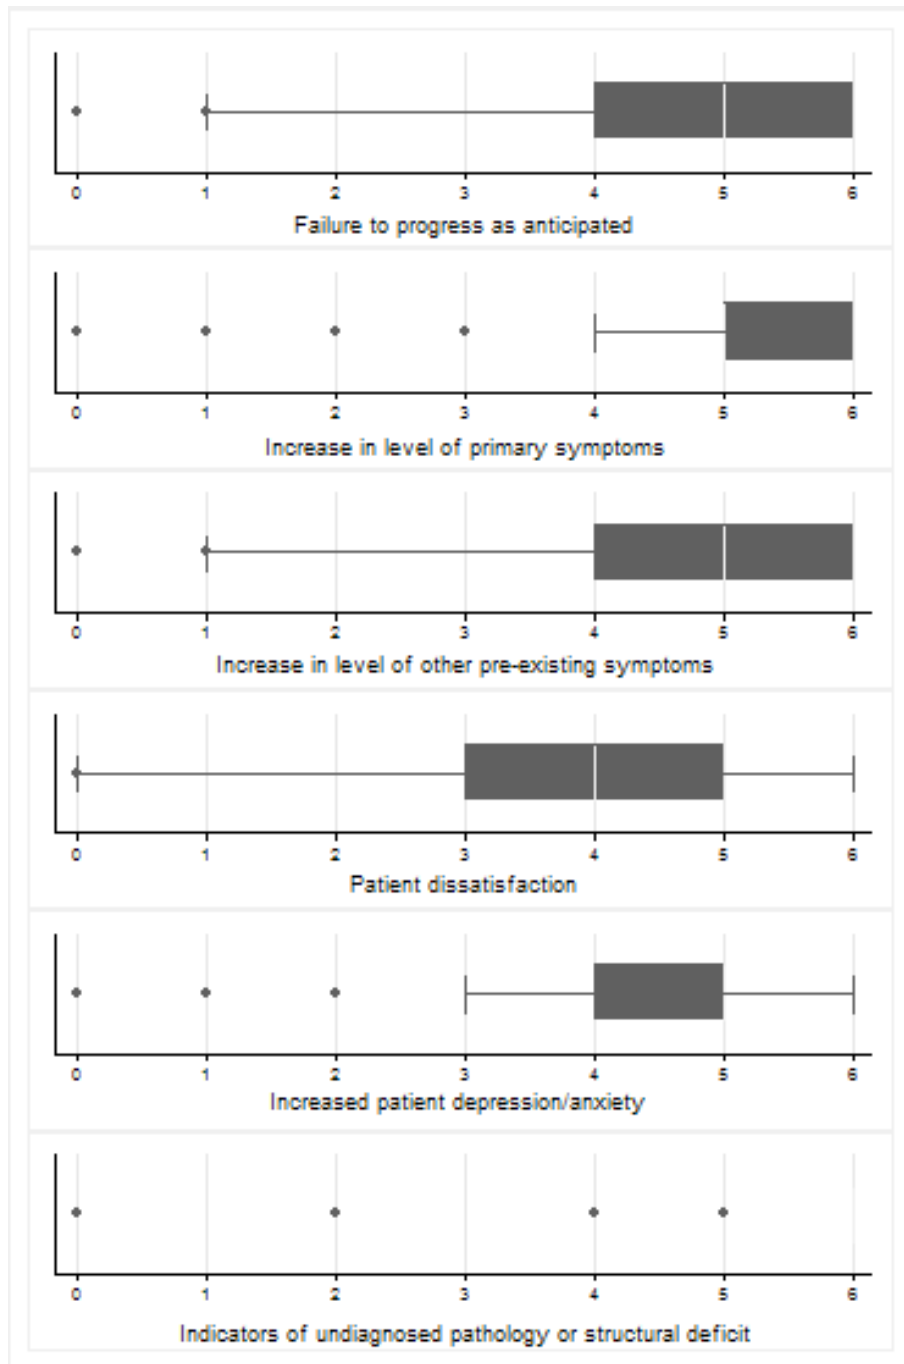 0 1 2 3 4 5 6
Failure to progress as anticipated
0 1 2 3 4 5 6
Increase in level of primary symptoms
0 1 2 3 4 5 6
Increase in level of other pre-existing symptoms
0 1 2 3 4 5 6
Patient dissatisfaction
0 1 2 3 4 5 6
Increased patient depression/anxiety
0 1 2 3 4 5 6
Indicators of undiagnosed pathology or structural deficit